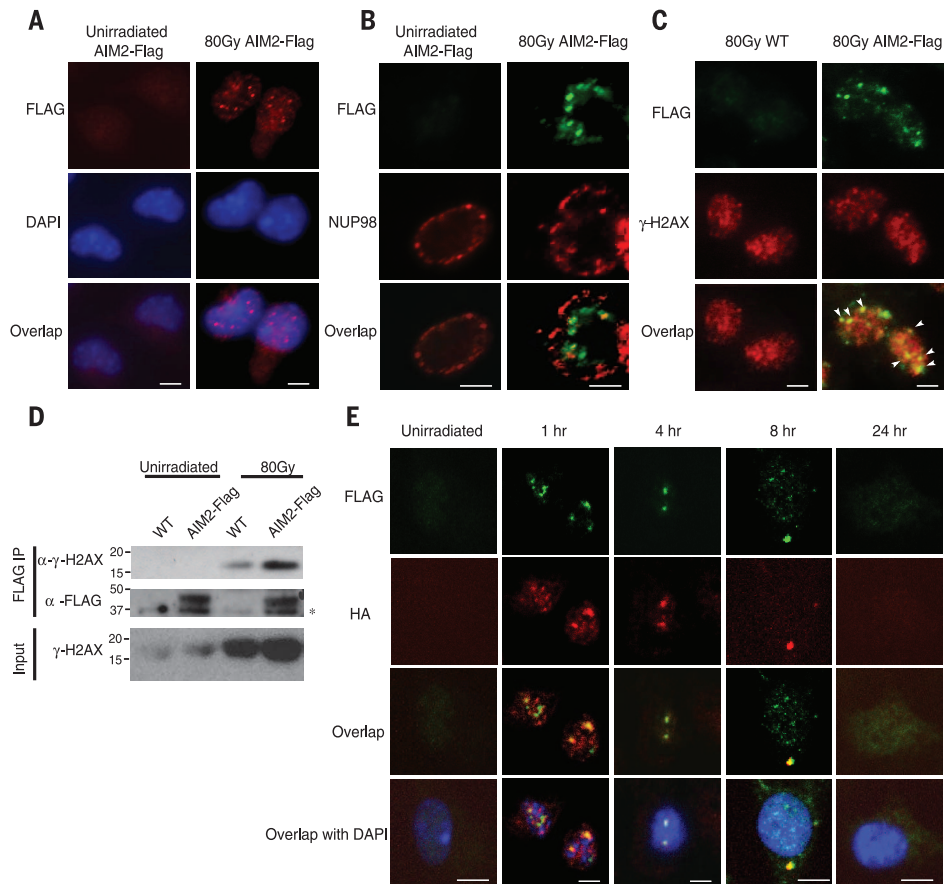 A
Unirradiated
AIM2-Flag
80Gy AIM2-Flag
FLAG
DAPI
Overlap
B
Unirradiated
AIM2-Flag
80Gy AIM2-Flag
FLAG
NUP98
Overlap
C
80Gy WT
80Gy AIM2-Flag
FLAG
γ-H2AX
Overlap
D
Unirradiated
80Gy
WT
AIM2-Flag
WT
AIM2-Flag
FLAG IP
α-γ-H2AX
20
15
α -FLAG
50
37
*
Input
γ-H2AX
20
15
E
Unirradiated
1 hr
4 hr
8 hr
24 hr
FLAG
HA
Overlap
Overlap with DAPI